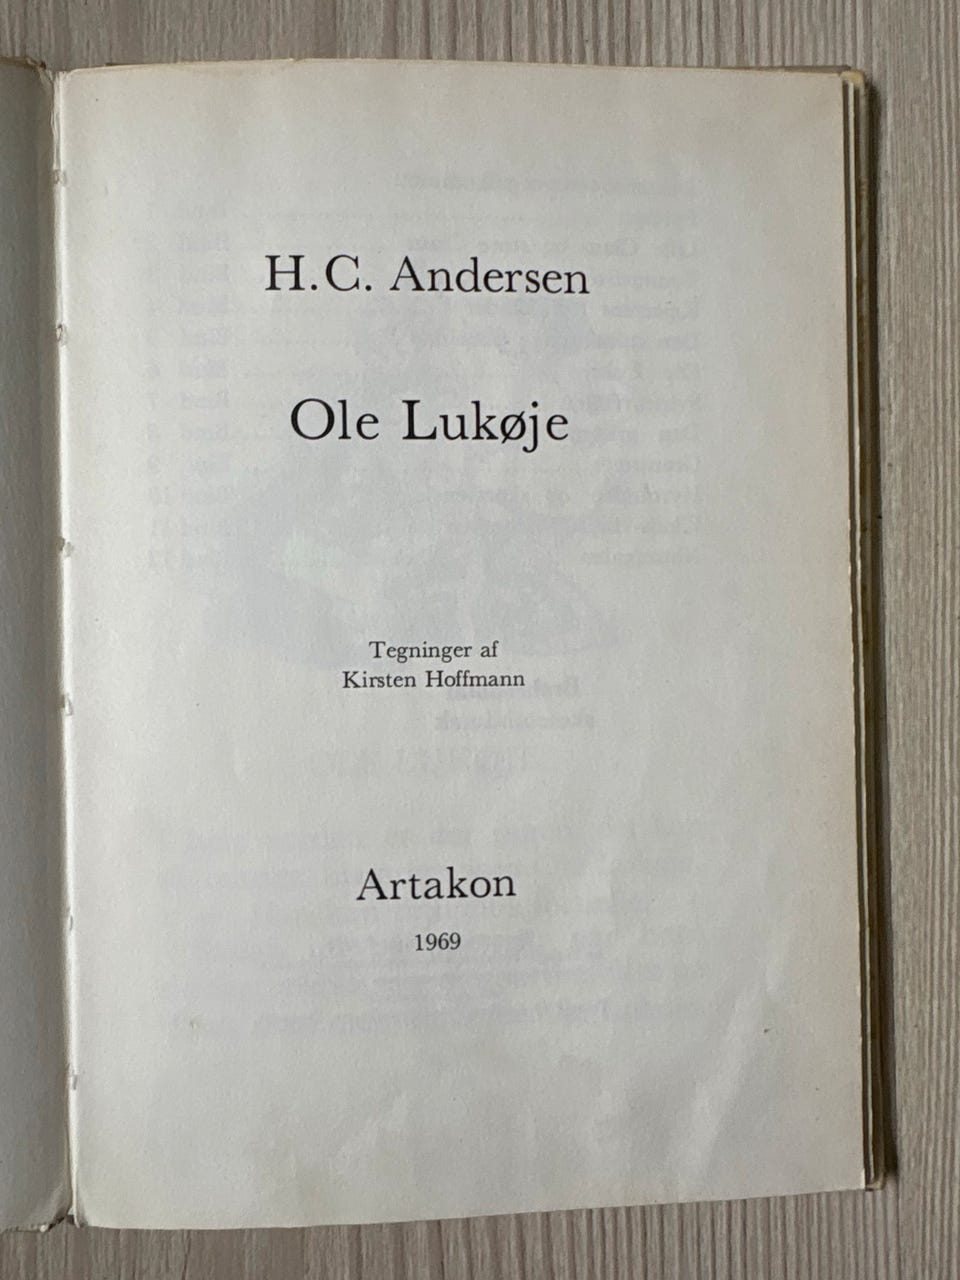 H.C. Andersen
Ole Lukøje
Tegninger af
Kirsten Hoffmann
Artakon
1969